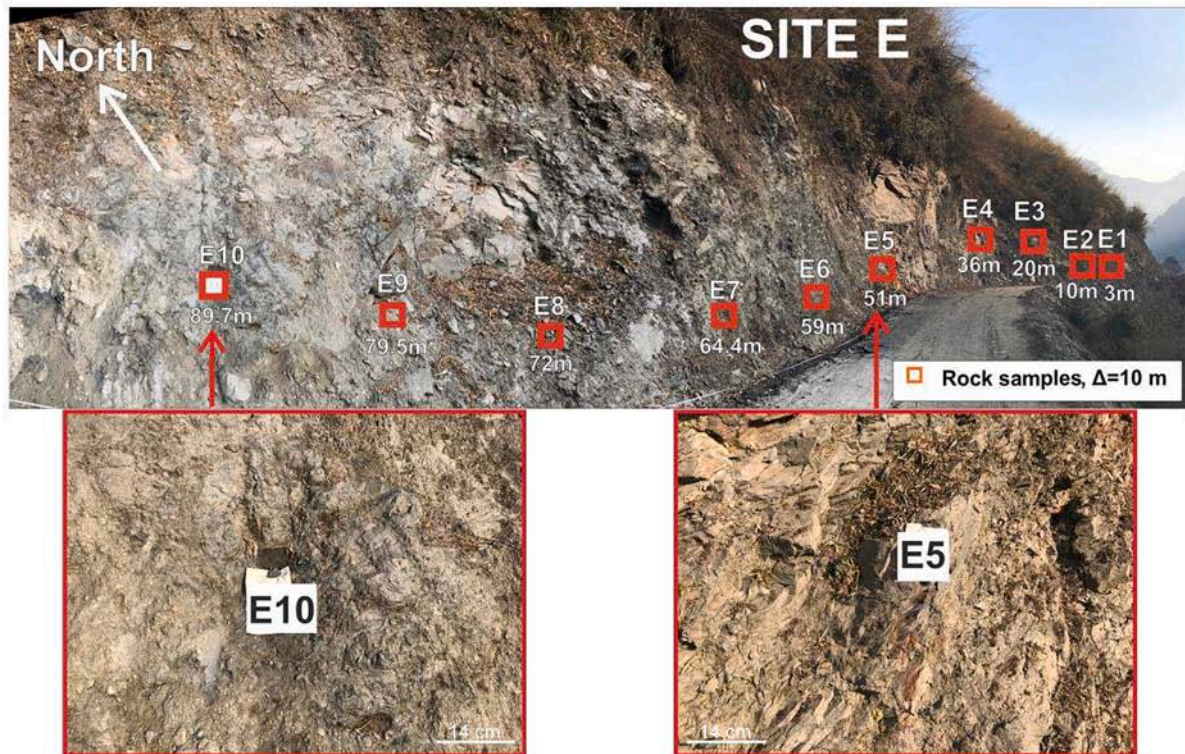 SITE E
North
E10
89.7m
E9
79.5m
E8
72m
E7
64.4m
E6
59m
E5
51m
E4
36m
E3
20m
E2
10m
E1
3m
Rock samples, Δ=10 m
E10
14 cm
E5
14 cm